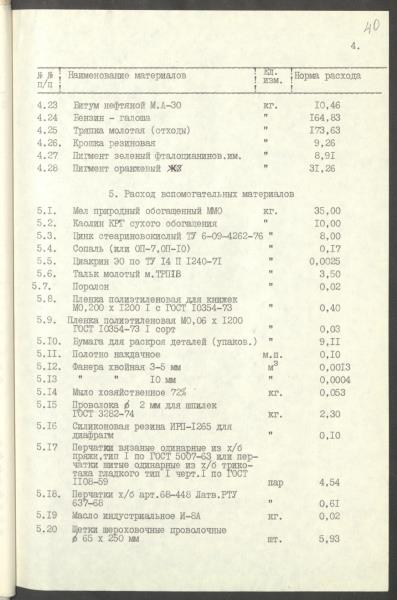 40
4.
№ № Наименование материалов Ед. Норма расхода
п/п изм.
4.23 Битум нефтяной М.А-30 кг. 10,46
4.24 Бензин - галоша " 164,83
4.25 Тряпка молотая (отходы) " 173,63
4.26. Крошка резиновая " 9,26
4.27 Пигмент зеленый фталоцианинов.им. " 8,91
4.28 Пигмент оранжевый " 31,26
5. Расход вспомогательных материалов
5.1. Мел природный обогащенный ММО кг. 35,00
5.2. Каолин КРТ сухого обогащения " 10,00
5.3. Цинк стеариновокислый ТУ 6-09-4262-76 " 8,00
5.4. Сопаль (или ОП-7,ОП-10) " 0,17
5.5. Циакрин ЭО по ТУ 14 П 1240-71 " 0,0025
5.6. Тальк молотый м.ТРПВ " 3,50
5.7. Поролон " 0,02
5.8. Пленка полиэтиленовая для книжек
МО,200 х 1200 I с ГОСТ 10354-73 " 0,40
5.9. Пленка полиэтиленовая МО,06 х 1200
ГОСТ 10354-73 I сорт " 0,03
5.10. Бумага для раскроя деталей (упаков.) " 9,11
5.11. Полотно наждачное м.п. 0,10
5.12. Фанера хвойная 3-5 мм м3 0,0013
5.13 " " 10 мм " 0,0004
5.14 Мыло хозяйственное 72% кг. 0,053
5.15 Проволока ø 2 мм для шпилек
ГОСТ 3282-74 кг. 2,30
5.16 Силиконовая резина ИРП-1265 для
диафрагм " 0,10
5.17 Перчатки вязаные одинарные из х/б
пряжи,тип I по ГОСТ 5007-63 или пер-
чатки шитые одинарные из х/б трико-
тажа гладкого тип I черт.I по ГОСТ
1108-59 пар 4,54
5.18. Перчатки х/б арт.68-448 Латв.РТУ
637-68 " 0,61
5.19 Масло индустриальное И-8А кг. 0,02
5.20 Щетки шероховочные проволочные
ø 65 х 250 мм шт. 5,93